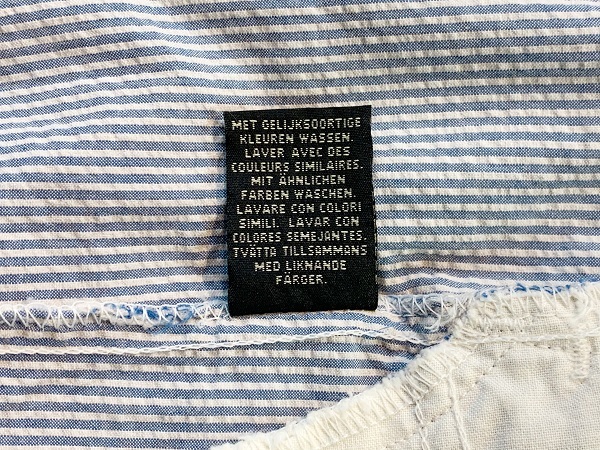 MET GELIJKSOORTIGE
KLEUREN WASSEN.
LAVER AVEC DES
COULEURS SIMILAIRES.
MIT ÄHNLICHEN
FARBEN WASCHEN.
LAVARE CON COLORI
SIMILI. LAVAR CON
COLORES SEMEJANTES.
TVÄTTA TILLSAMMANS
MED LIKNANDE
FÄRGER.